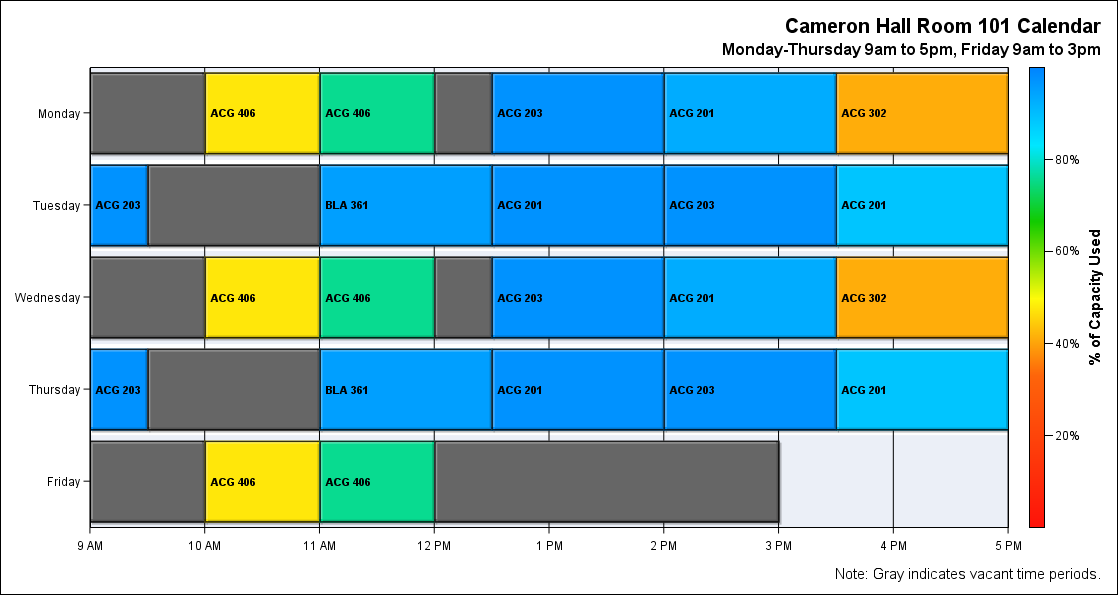 Cameron Hall Room 101 Calendar
Monday-Thursday 9am to 5pm, Friday 9am to 3pm
Monday
ACG 406
ACG 406
ACG 203
ACG 201
ACG 302
Tuesday
ACG 203
BLA 361
ACG 201
ACG 203
ACG 201
Wednesday
ACG 406
ACG 406
ACG 203
ACG 201
ACG 302
Thursday
ACG 203
BLA 361
ACG 201
ACG 203
ACG 201
Friday
ACG 406
ACG 406
9 AM
10 AM
11 AM
12 PM
1 PM
2 PM
3 PM
4 PM
5 PM
80%
60%
40%
20%
% of Capacity Used
Note: Gray indicates vacant time periods.